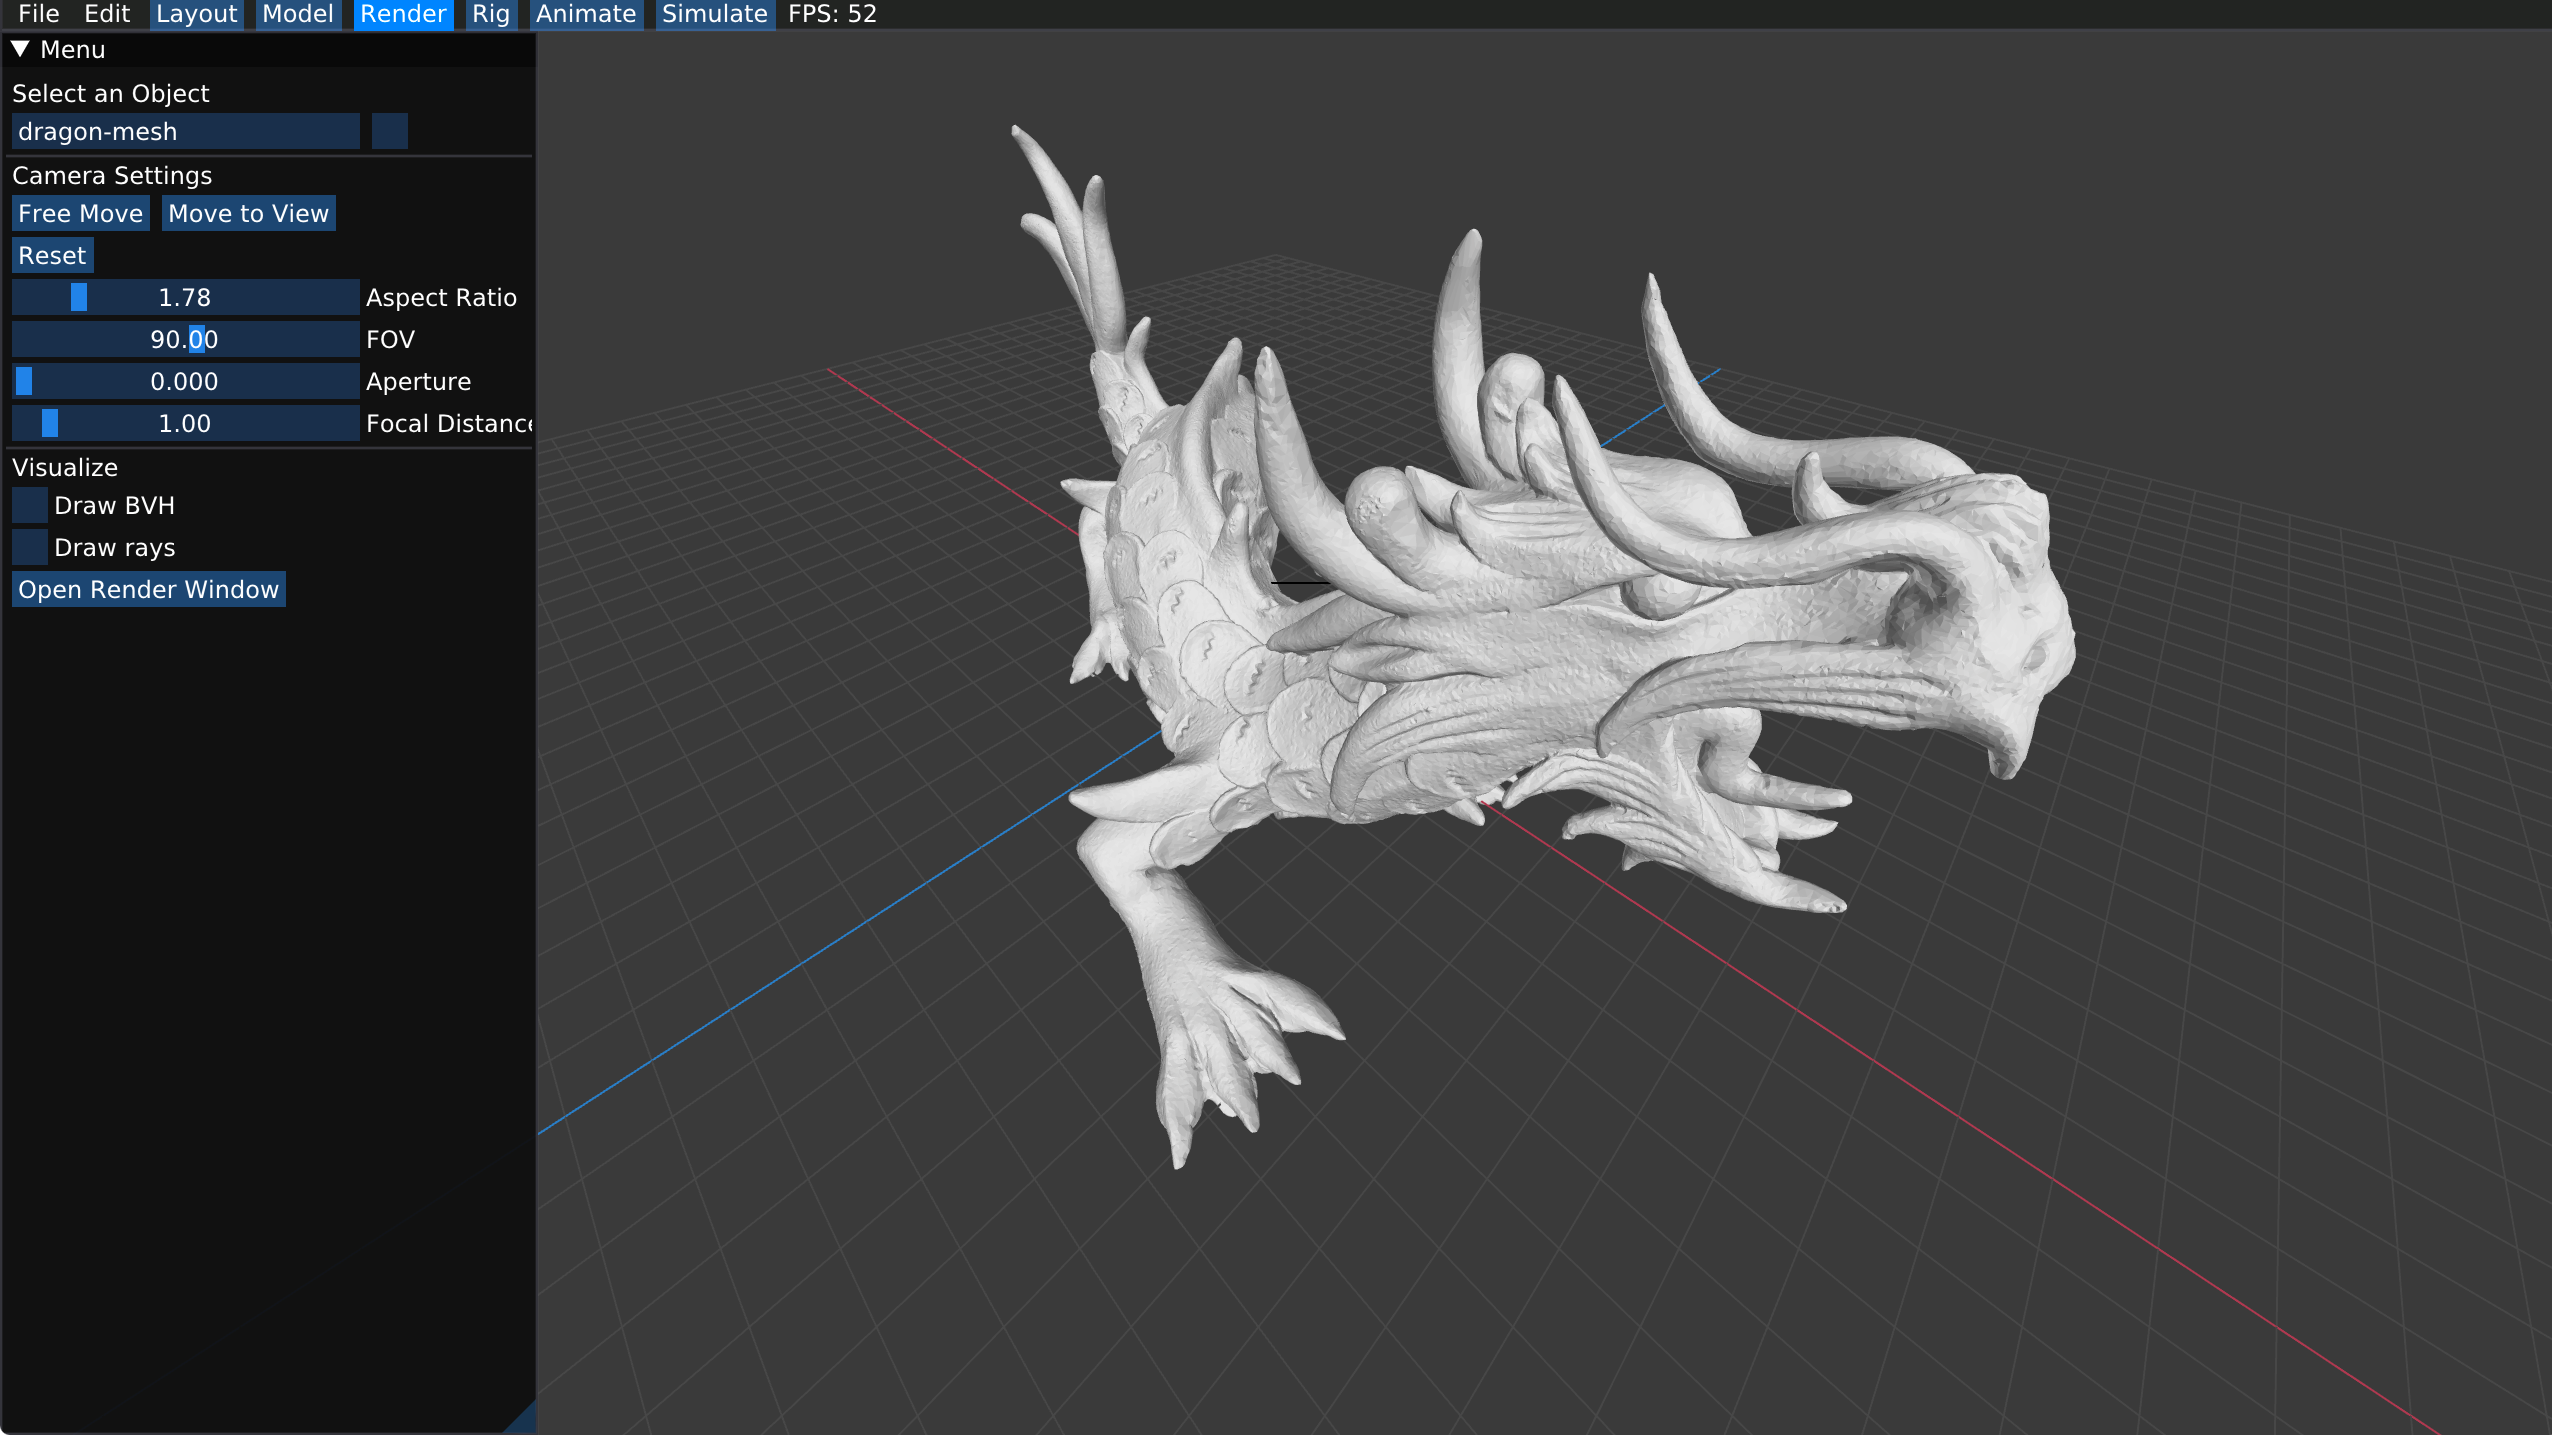 File Edit Layout Model Render Rig Animate Simulate FPS: 52
▼ Menu
Select an Object
dragon-mesh
Camera Settings
Free Move Move to View
Reset
1.78 Aspect Ratio
90.00 FOV
0.000 Aperture
1.00 Focal Distance
Visualize
Draw BVH
Draw rays
Open Render Window